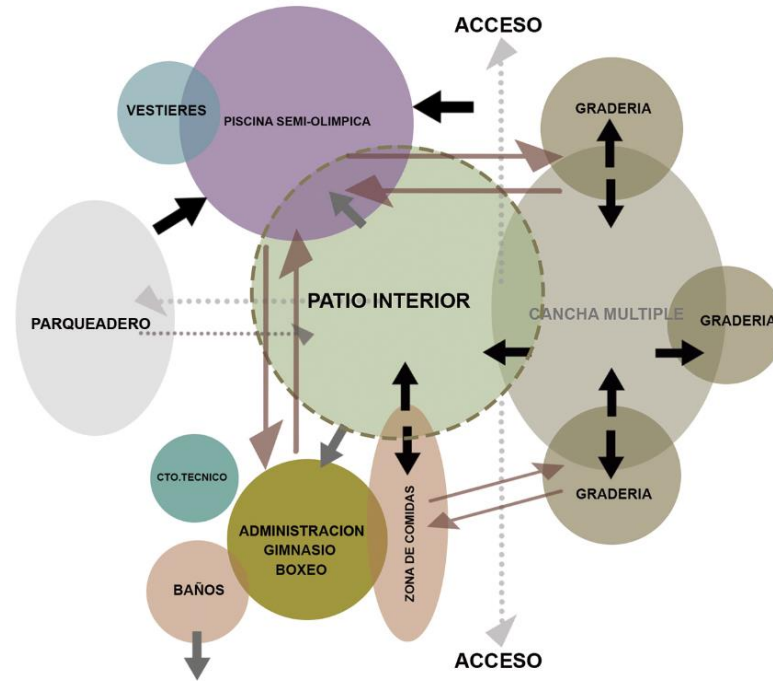 ACCESO
GRADERIA
VESTIERES
PISCINA SEMI-OLIMPICA
PATIO INTERIOR
CANCHA MULTIPLE
GRADERIA
PARQUEADERO
CTO.TECNICO
GRADERIA
ADMINISTRACION
GIMNASIO
BOXEO
ZONA DE COMIDAS
BAÑOS
ACCESO